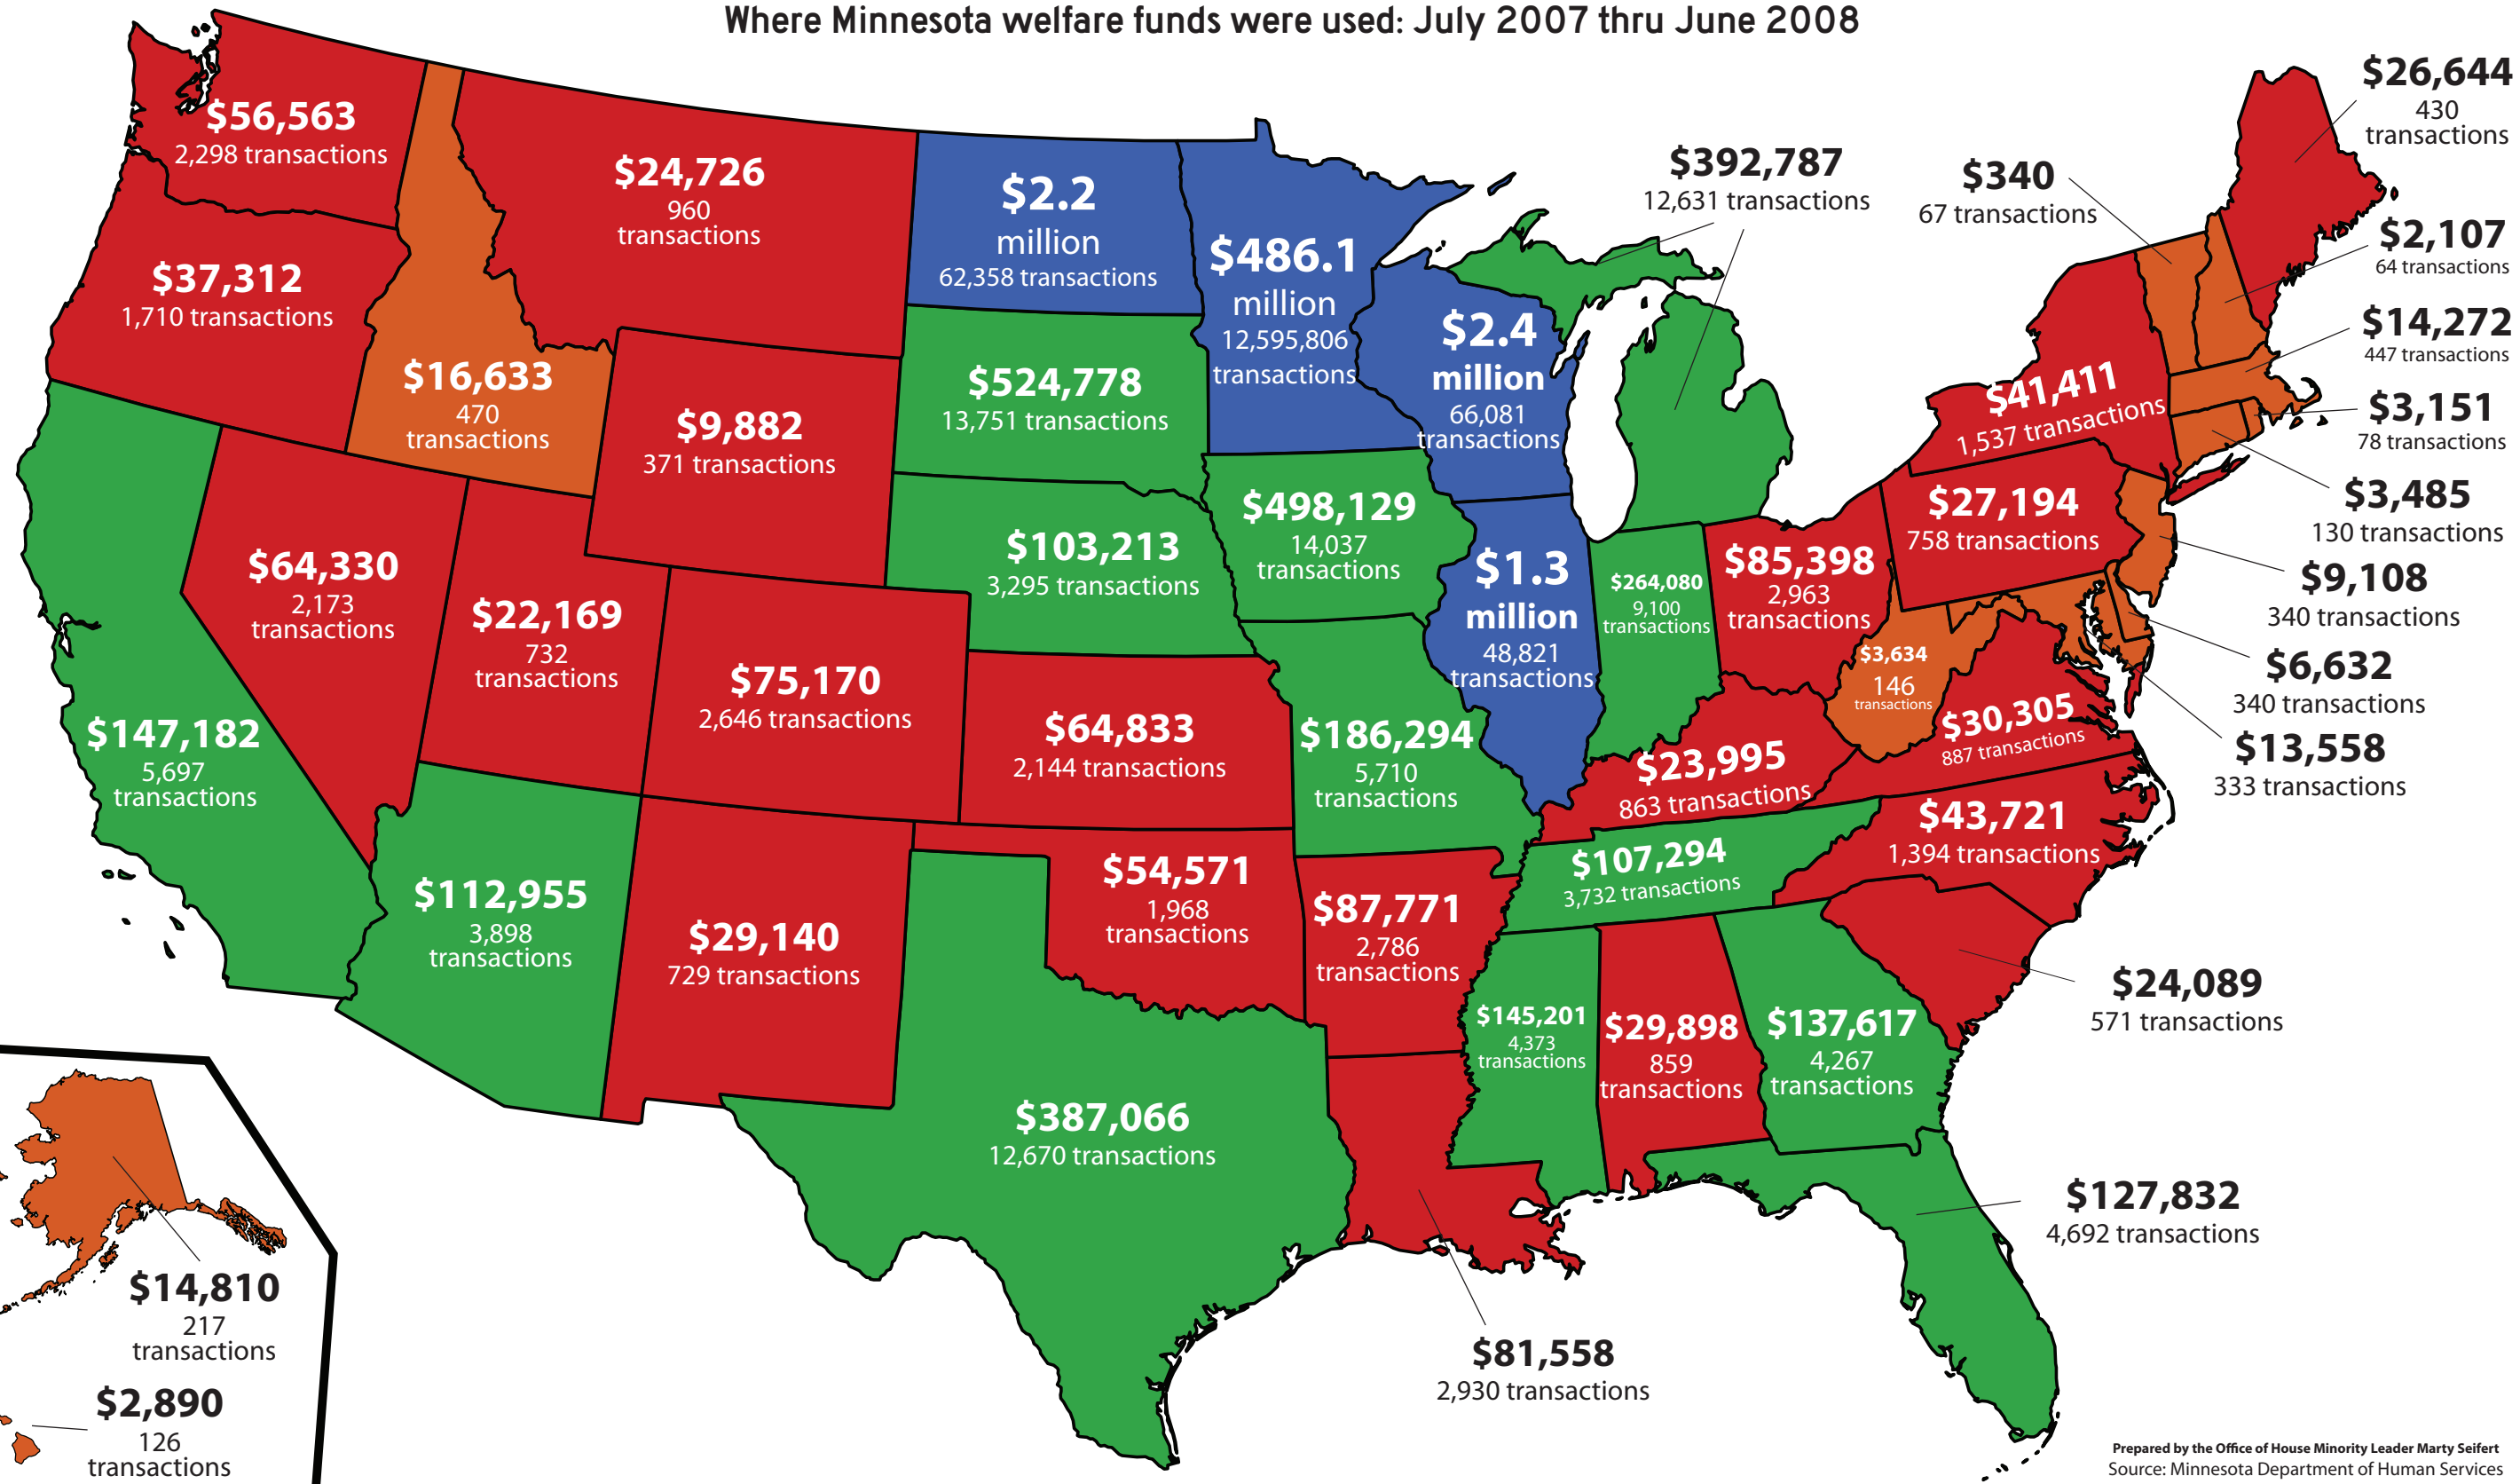 Where Minnesota welfare funds were used: July 2007 thru June 2008
$56,563
2,298 transactions
$37,312
1,710 transactions
$16,633
470
transactions
$24,726
960
transactions
$9,882
371 transactions
$64,330
2,173
transactions
$22,169
732
transactions
$75,170
2,646 transactions
$147,182
5,697
transactions
$112,955
3,898
transactions
$29,140
729 transactions
$2.2
million
62,358 transactions
$524,778
13,751 transactions
$103,213
3,295 transactions
$64,833
2,144 transactions
$54,571
1,968
transactions
$387,066
12,670 transactions
$486.1
million
12,595,806
transactions
$498,129
14,037
transactions
$186,294
5,710
transactions
$87,771
2,786
transactions
$81,558
2,930 transactions
$2.4
million
66,081
transactions
$1.3
million
48,821
transactions
$392,787
12,631 transactions
$264,080
9,100
transactions
$85,398
2,963
transactions
$23,995
863 transactions
$107,294
3,732 transactions
$145,201
4,373
transactions
$29,898
859
transactions
$137,617
4,267
transactions
$127,832
4,692 transactions
$24,089
571 transactions
$43,721
1,394 transactions
$30,305
887 transactions
$3,634
146
transactions
$27,194
758 transactions
$41,411
1,537 transactions
$340
67 transactions
$26,644
430
transactions
$2,107
64 transactions
$14,272
447 transactions
$3,151
78 transactions
$3,485
130 transactions
$9,108
340 transactions
$6,632
340 transactions
$13,558
333 transactions
$14,810
217
transactions
$2,890
126
transactions
Prepared by the Office of House Minority Leader Marty Seifert
Source: Minnesota Department of Human Services